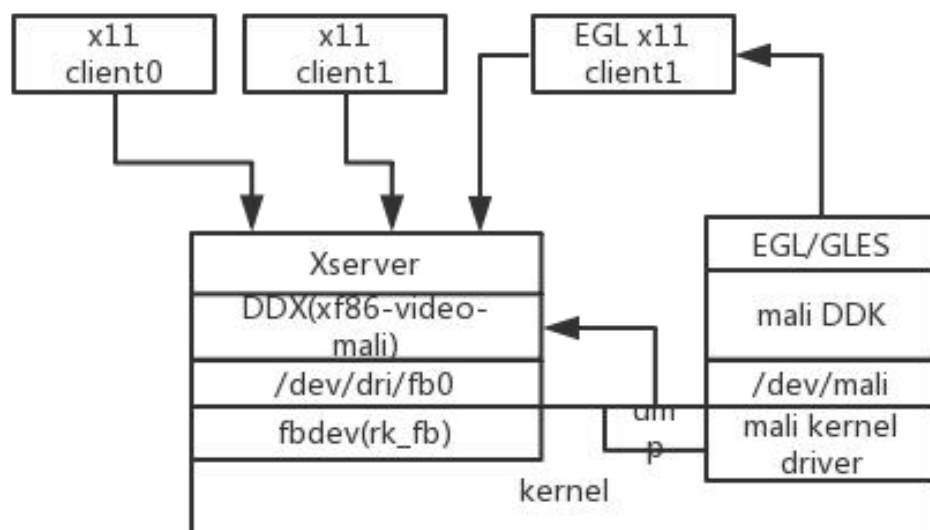 x11
client0
x11
client1
EGL x11
client1
Xserver
DDX(xf86-video-
mali)
/dev/dri/fb0
fbdev(rk_fb)
EGL/GLES
mali DDK
/dev/mali
mali kernel
driver
um
p
kernel